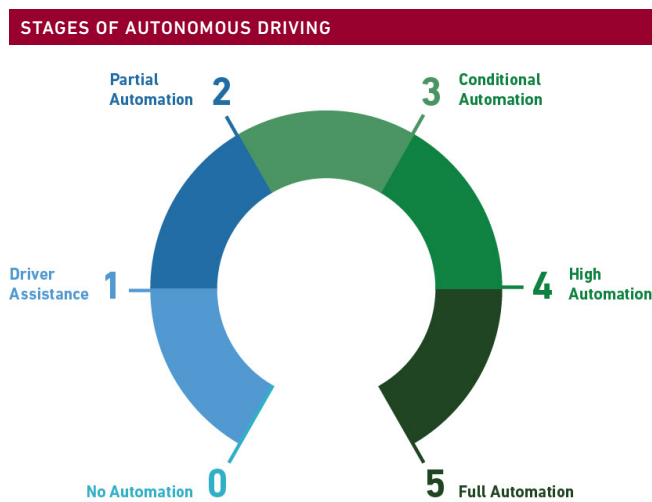 STAGES OF AUTONOMOUS DRIVING
Partial
Automation
2
3
Conditional
Automation
Driver
Assistance
1
4
High
Automation
No Automation
0
5
Full Automation